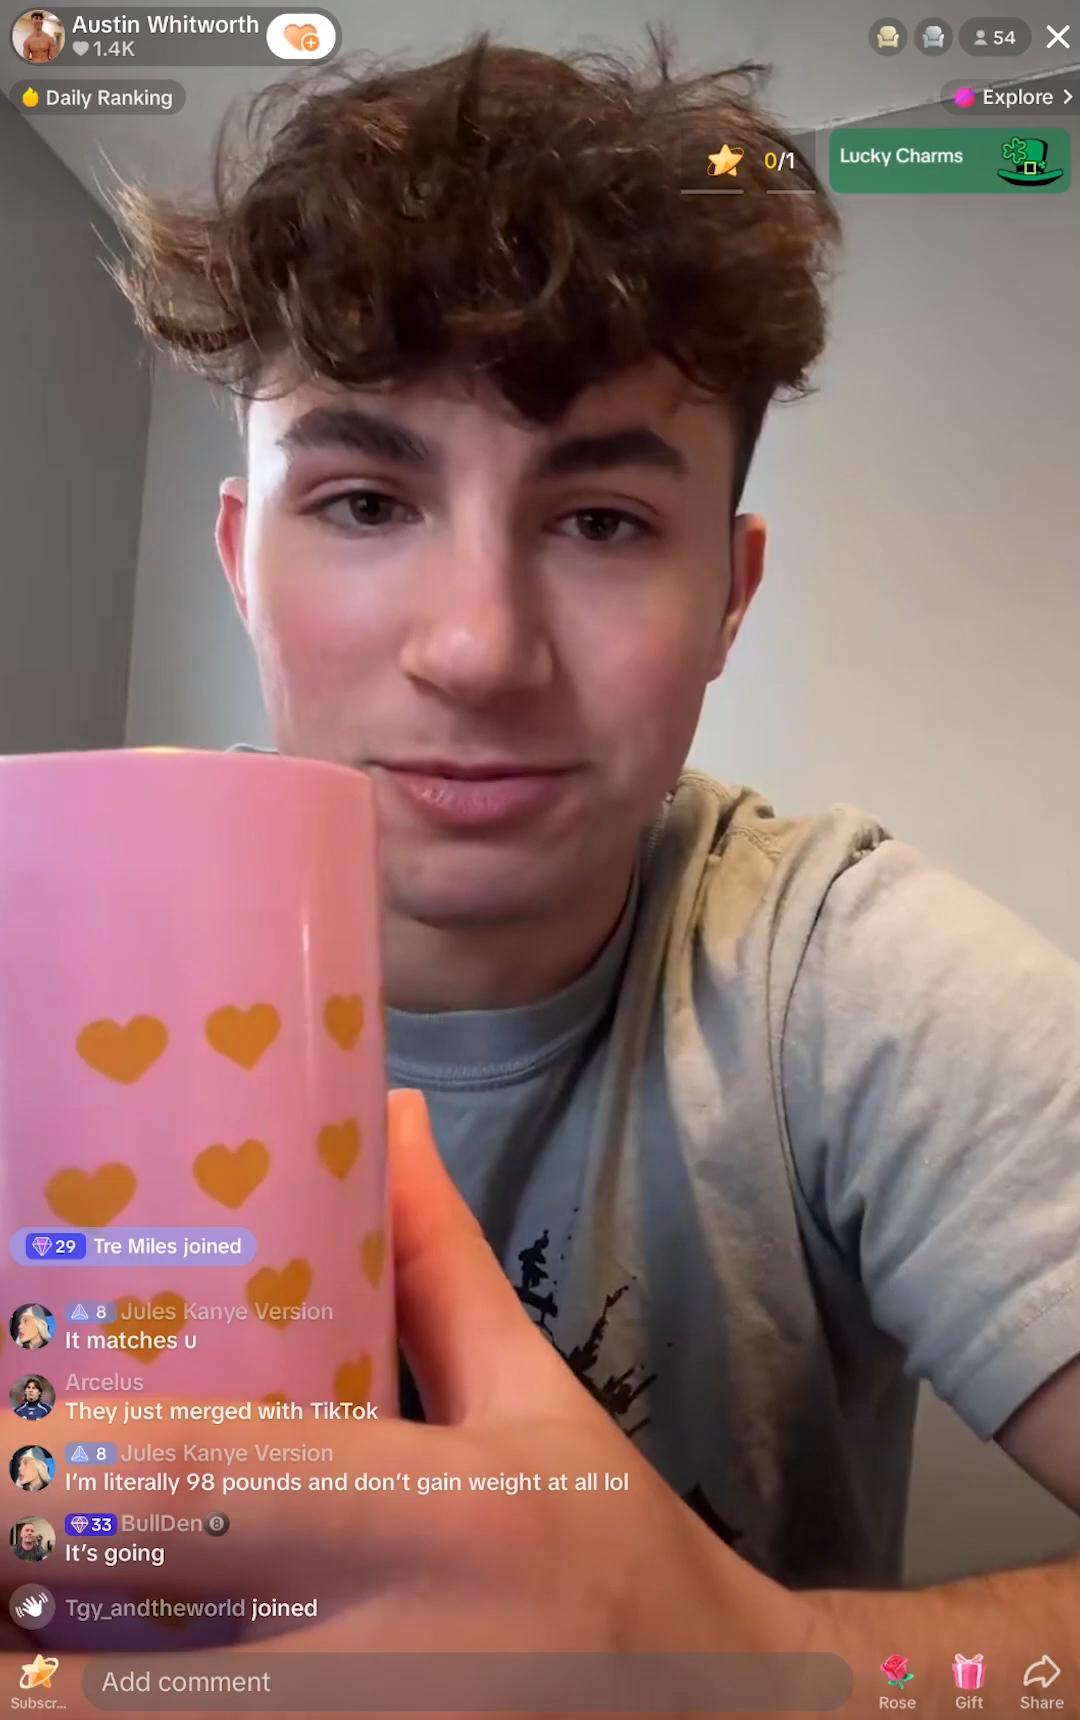 Austin Whitworth
1.4K
54
Daily Ranking
Explore
0/1
Lucky Charms
29 Tre Miles joined
8 Jules Kanye Version
It matches u
Arcelus
They just merged with TikTok
8 Jules Kanye Version
I'm literally 98 pounds and don't gain weight at all lol
33 BullDen 8
It's going
Tgy_andtheworld joined
Subscr...
Add comment
Rose
Gift
Share